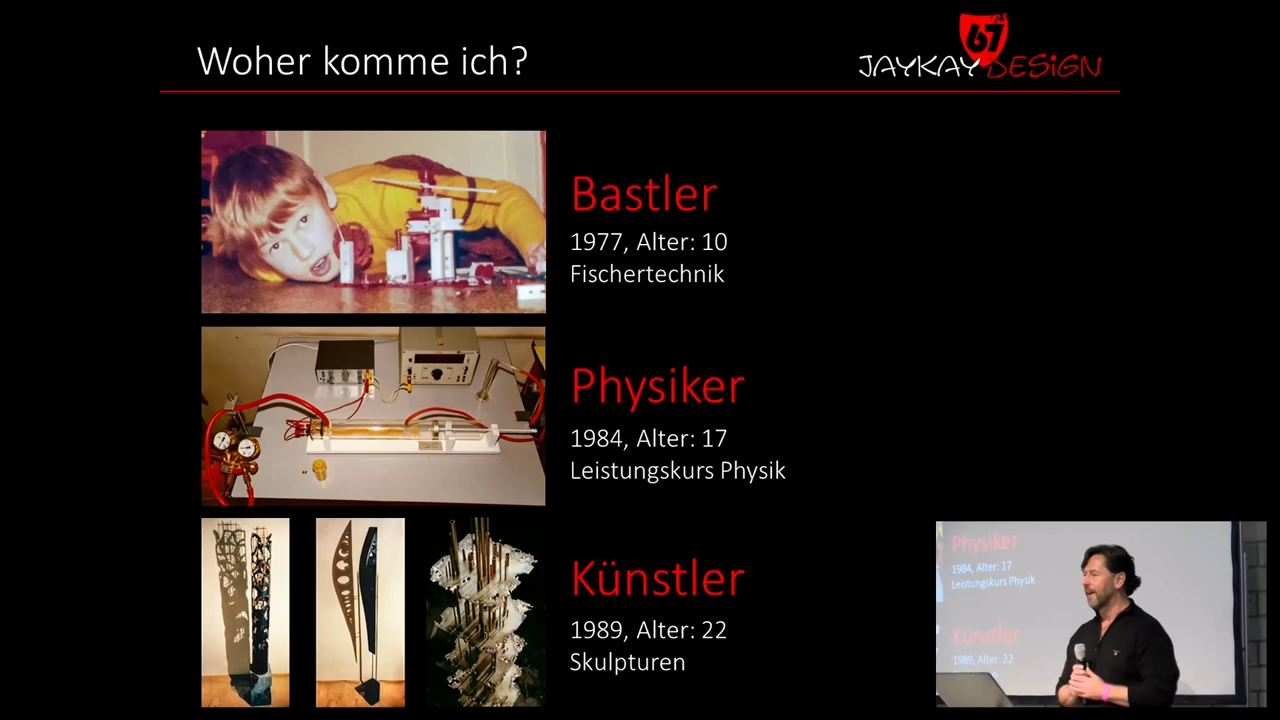 Woher komme ich?
67
JAYKAY DESiGN
Bastler
1977, Alter: 10
Fischertechnik
Physiker
1984, Alter: 17
Leistungskurs Physik
Künstler
1989, Alter: 22
Skulpturen
Physiker
1984, Alter: 17
Leistungskurs Physik
Künstler
1989, Alter: 22